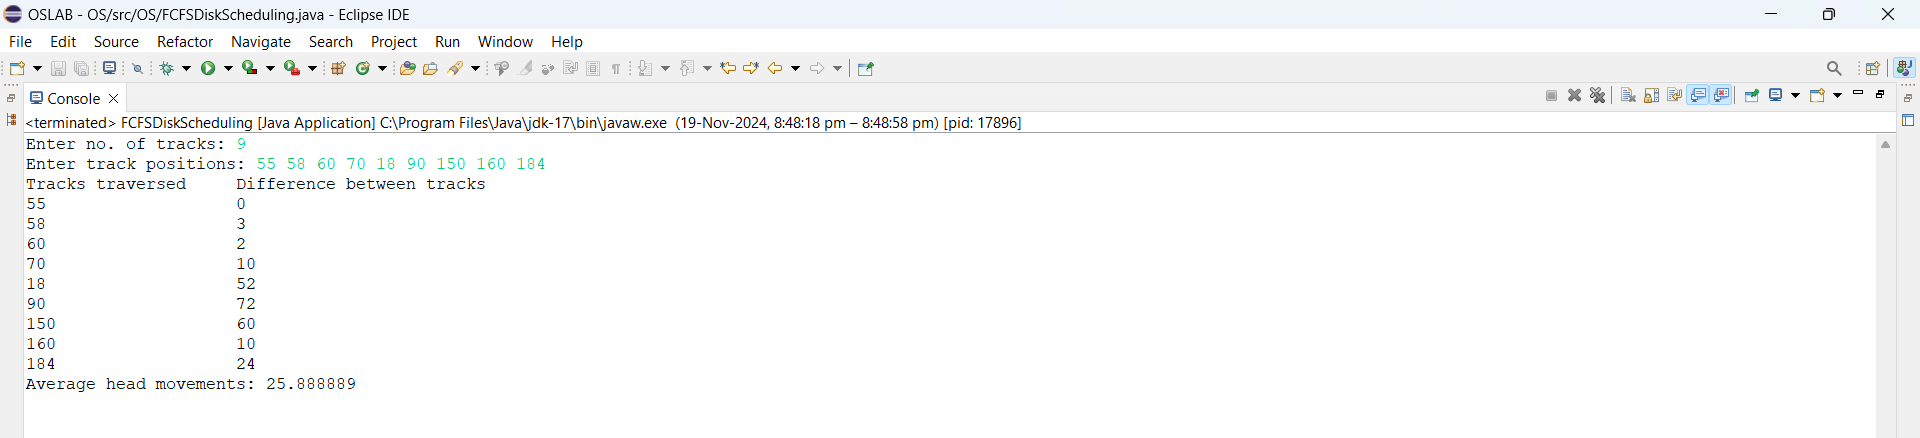 OSLAB - OS/src/OS/FCFSDiskScheduling.java - Eclipse IDE
File Edit Source Refactor Navigate Search Project Run Window Help
Console
<terminated> FCFSDiskScheduling [Java Application] C:\Program Files\Java\jdk-17\bin\javaw.exe (19-Nov-2024, 8:48:18 pm – 8:48:58 pm) [pid: 17896]
Enter no. of tracks: 9
Enter track positions: 55 58 60 70 18 90 150 160 184
Tracks traversed Difference between tracks
55 0
58 3
60 2
70 10
18 52
90 72
150 60
160 10
184 24
Average head movements: 25.888889